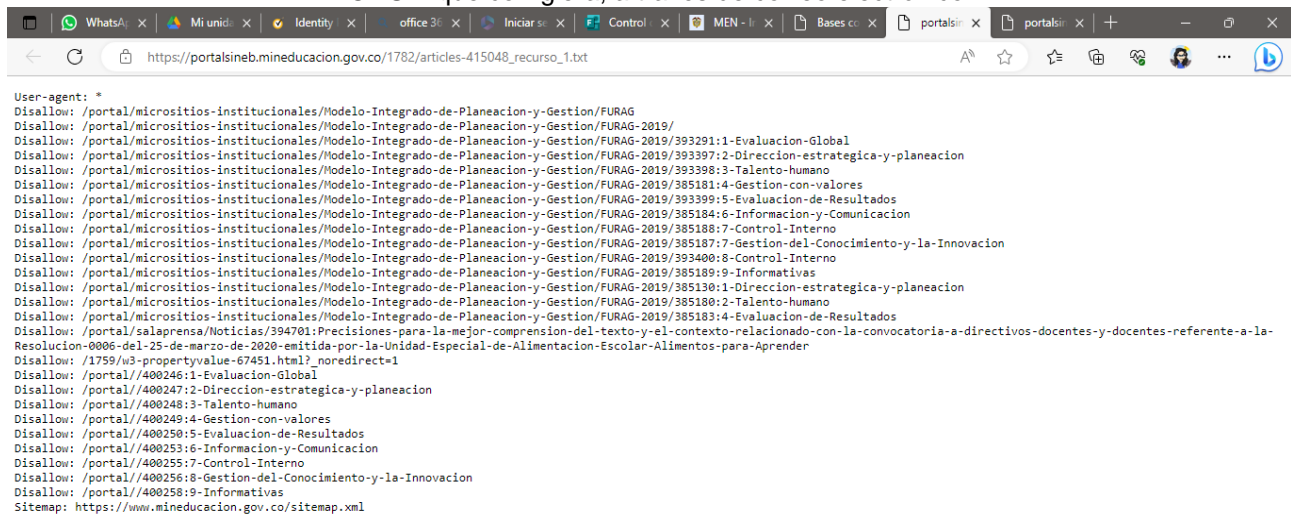 WhatsA
Mi unida
Identity
office 36
Iniciar se
Control
MEN - In
Bases co
portalsin
portalsin
https://portalsineb.mineducacion.gov.co/1782/articles-415048_recurso_1.txt
User-agent: *
Disallow: /portal/micrositios-institucionales/Modelo-Integrado-de-Planeacion-y-Gestion/FURAG
Disallow: /portal/micrositios-institucionales/Modelo-Integrado-de-Planeacion-y-Gestion/FURAG-2019/
Disallow: /portal/micrositios-institucionales/Modelo-Integrado-de-Planeacion-y-Gestion/FURAG-2019/393291:1-Evaluacion-Global
Disallow: /portal/micrositios-institucionales/Modelo-Integrado-de-Planeacion-y-Gestion/FURAG-2019/393397:2-Direccion-estrategica-y-planeacion
Disallow: /portal/micrositios-institucionales/Modelo-Integrado-de-Planeacion-y-Gestion/FURAG-2019/393398:3-Talento-humano
Disallow: /portal/micrositios-institucionales/Modelo-Integrado-de-Planeacion-y-Gestion/FURAG-2019/385181:4-Gestion-con-valores
Disallow: /portal/micrositios-institucionales/Modelo-Integrado-de-Planeacion-y-Gestion/FURAG-2019/393399:5-Evaluacion-de-Resultados
Disallow: /portal/micrositios-institucionales/Modelo-Integrado-de-Planeacion-y-Gestion/FURAG-2019/385184:6-Informacion-y-Comunicacion
Disallow: /portal/micrositios-institucionales/Modelo-Integrado-de-Planeacion-y-Gestion/FURAG-2019/385188:7-Control-Interno
Disallow: /portal/micrositios-institucionales/Modelo-Integrado-de-Planeacion-y-Gestion/FURAG-2019/385187:7-Gestion-del-Conocimiento-y-la-Innovacion
Disallow: /portal/micrositios-institucionales/Modelo-Integrado-de-Planeacion-y-Gestion/FURAG-2019/393400:8-Control-Interno
Disallow: /portal/micrositios-institucionales/Modelo-Integrado-de-Planeacion-y-Gestion/FURAG-2019/385189:9-Informativas
Disallow: /portal/micrositios-institucionales/Modelo-Integrado-de-Planeacion-y-Gestion/FURAG-2019/385130:1-Direccion-estrategica-y-planeacion
Disallow: /portal/micrositios-institucionales/Modelo-Integrado-de-Planeacion-y-Gestion/FURAG-2019/385180:2-Talento-humano
Disallow: /portal/micrositios-institucionales/Modelo-Integrado-de-Planeacion-y-Gestion/FURAG-2019/385183:4-Evaluacion-de-Resultados
Disallow: /portal/salaprensa/Noticias/394701:Precisiones-para-la-mejor-comprension-del-texto-y-el-contexto-relacionado-con-la-convocatoria-a-directivos-docentes-y-docentes-referente-a-la-
Resolucion-0006-del-25-de-marzo-de-2020-emitida-por-la-Unidad-Especial-de-Alimentacion-Escolar-Alimentos-para-Aprender
Disallow: /1759/w3-propertyvalue-67451.html?_noredirect=1
Disallow: /portal//400246:1-Evaluacion-Global
Disallow: /portal//400247:2-Direccion-estrategica-y-planeacion
Disallow: /portal//400248:3-Talento-humano
Disallow: /portal//400249:4-Gestion-con-valores
Disallow: /portal//400250:5-Evaluacion-de-Resultados
Disallow: /portal//400253:6-Informacion-y-Comunicacion
Disallow: /portal//400255:7-Control-Interno
Disallow: /portal//400256:8-Gestion-del-Conocimiento-y-la-Innovacion
Disallow: /portal//400258:9-Informativas
Sitemap: https://www.mineducacion.gov.co/sitemap.xml